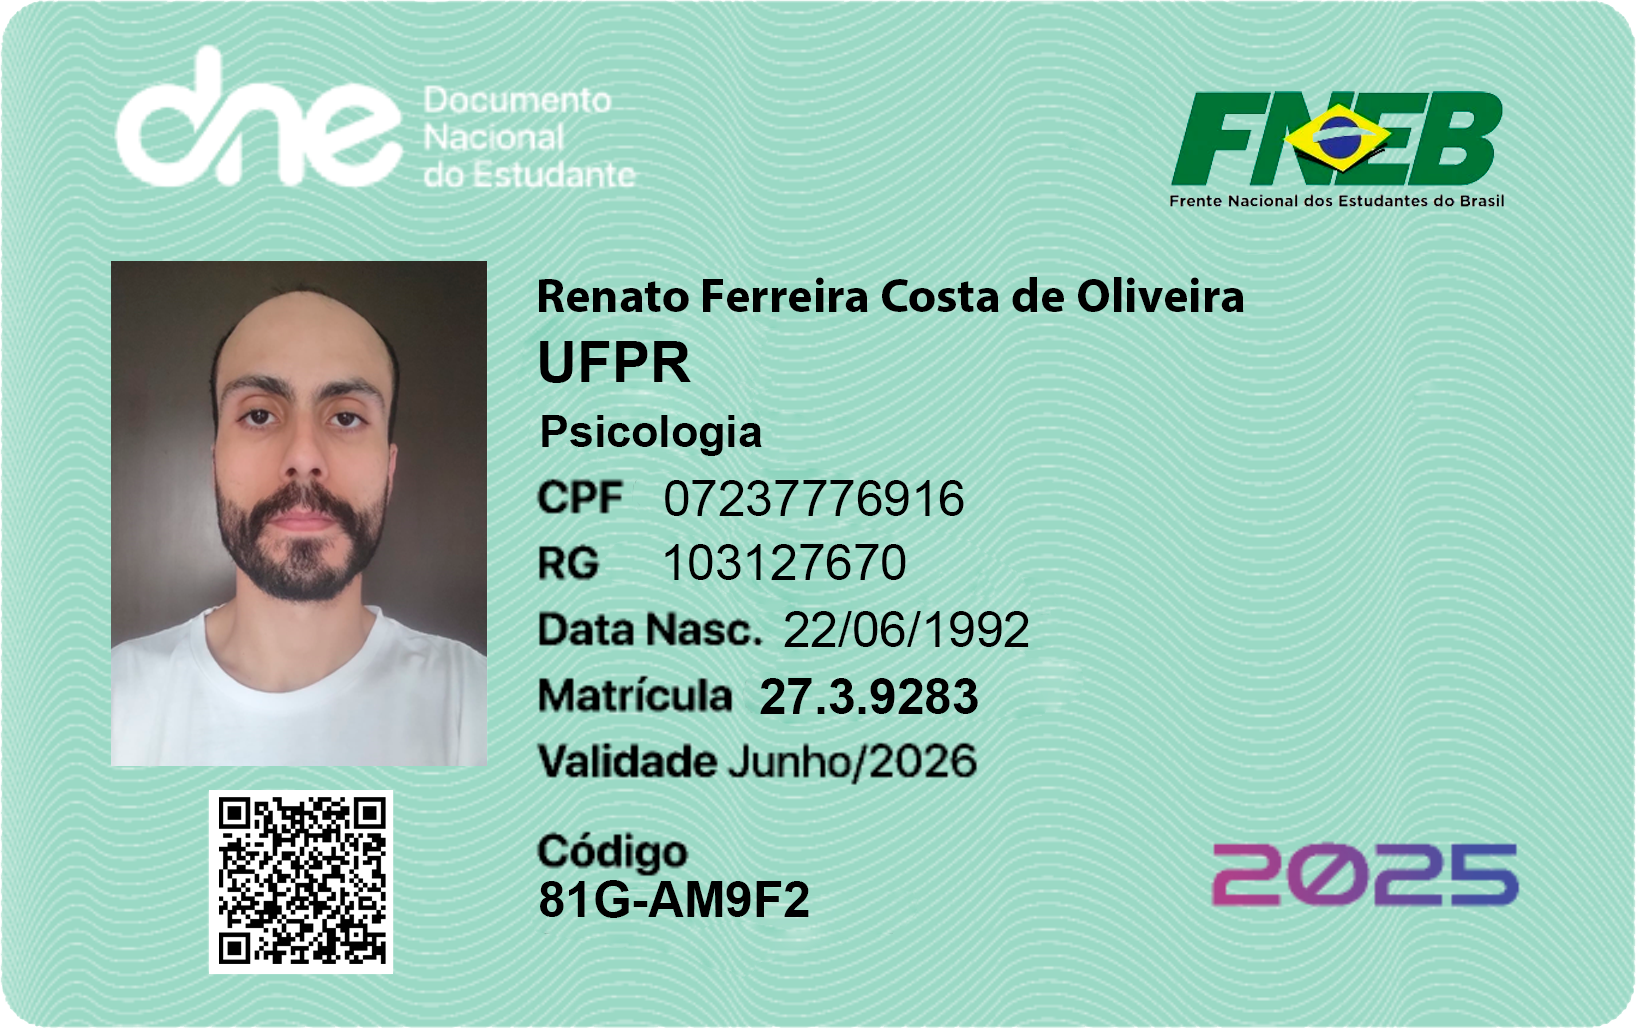 dne
Documento
Nacional
do Estudante
FNEB
Frente Nacional dos Estudantes do Brasil
Renato Ferreira Costa de Oliveira
UFPR
Psicologia
CPF 07237776916
RG 103127670
Data Nasc. 22/06/1992
Matrícula 27.3.9283
Validade Junho/2026
Código
81G-AM9F2
2025